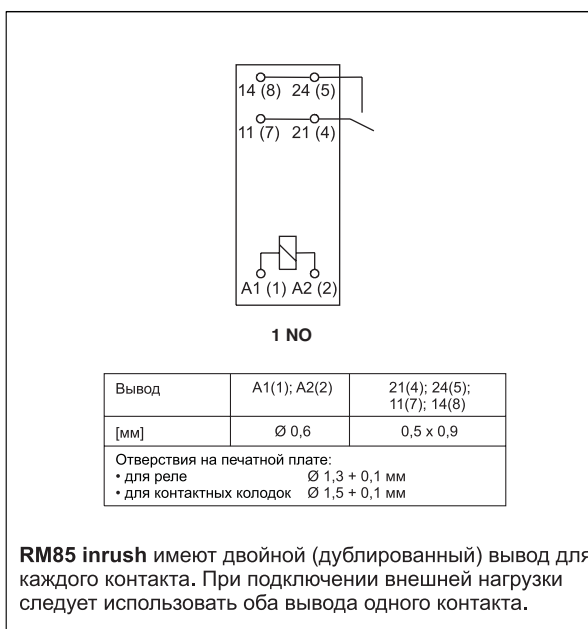 14 (8) 24 (5)
11 (7) 21 (4)
A1 (1) A2 (2)
1 NO
Вывод A1(1); A2(2) 21(4); 24(5);
11(7); 14(8)
[мм] Ø 0,6 0,5 x 0,9
Отверстия на печатной плате:
• для реле Ø 1,3 + 0,1 мм
• для контактных колодок Ø 1,5 + 0,1 мм
RM85 inrush имеют двойной (дублированный) вывод для
каждого контакта. При подключении внешней нагрузки
следует использовать оба вывода одного контакта.